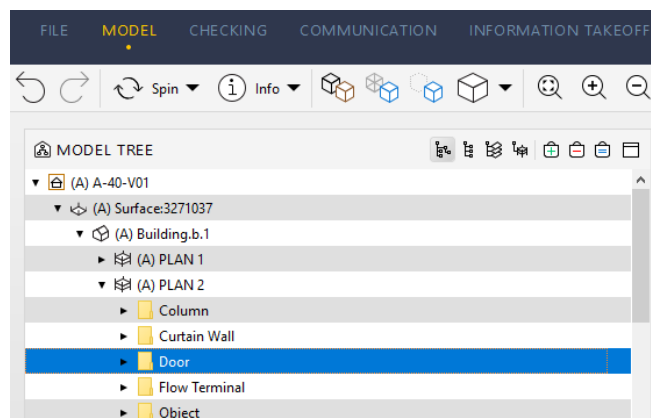 FILE MODEL CHECKING COMMUNICATION INFORMATION TAKEOFF
Spin Info
MODEL TREE
(A) A-40-V01
(A) Surface:3271037
(A) Building.b.1
(A) PLAN 1
(A) PLAN 2
Column
Curtain Wall
Door
Flow Terminal
Object